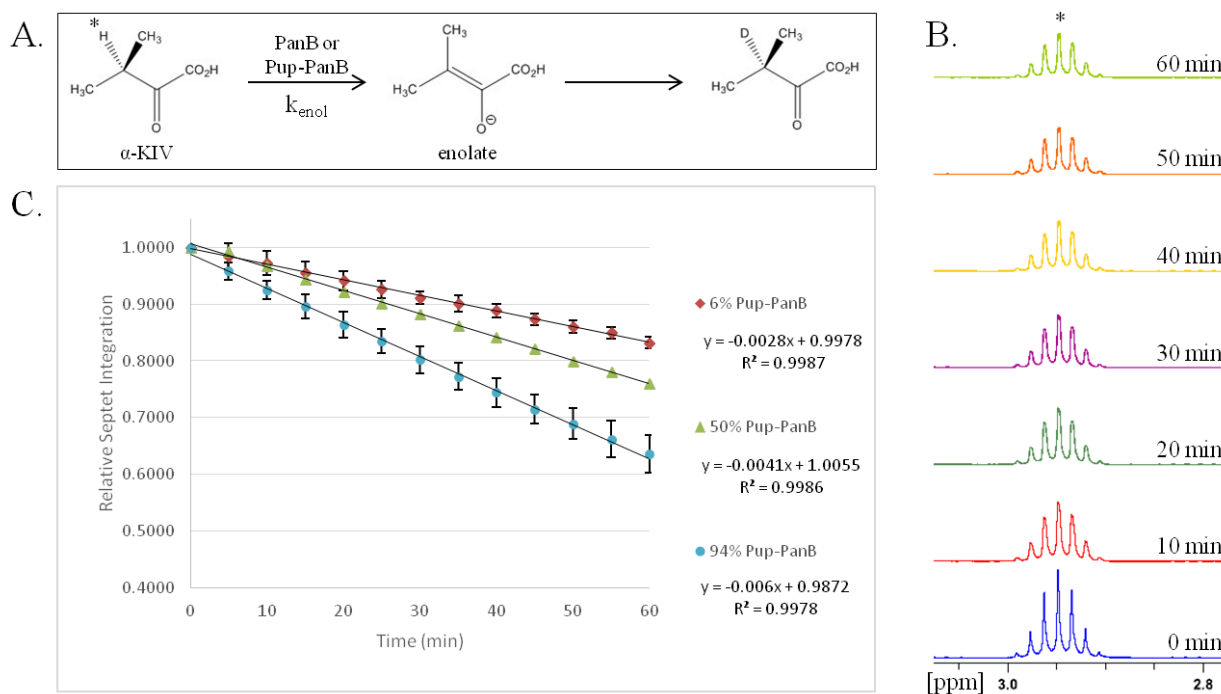 A.
*
H
CH₃
H₃C
CO₂H
O
α-KIV
PanB or
Pup-PanB
kenol
CH₃
H₃C
CO₂H
O⊖
enolate
D
CH₃
H₃C
CO₂H
O
B.
*
60 min
50 min
40 min
30 min
20 min
10 min
0 min
[ppm]
3.0
2.8
C.
Relative Septet Integration
1.0000
0.9000
0.8000
0.7000
0.6000
0.5000
0.4000
0
10
20
30
40
50
60
Time (min)
6% Pup-PanB
y = -0.0028x + 0.9978
R² = 0.9987
50% Pup-PanB
y = -0.0041x + 1.0055
R² = 0.9986
94% Pup-PanB
y = -0.006x + 0.9872
R² = 0.9978